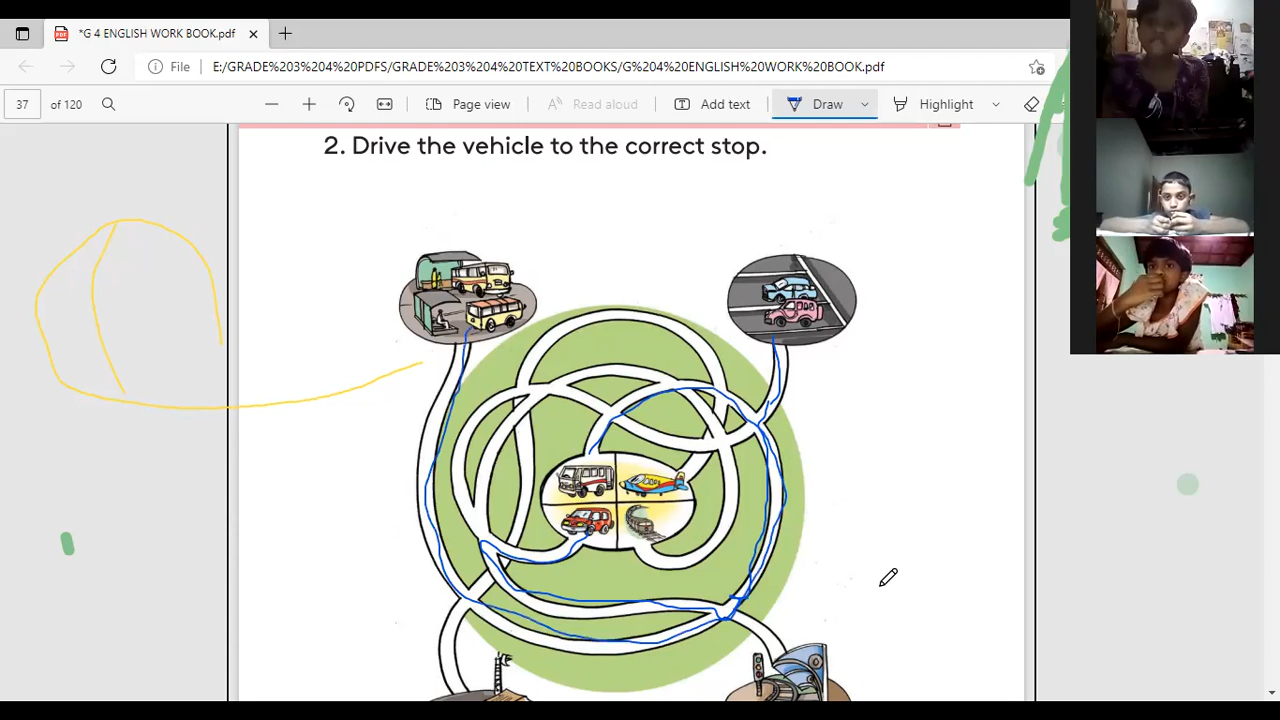 *G 4 ENGLISH WORK BOOK.pdf
File E:/GRADE%203%204%20PDFS/GRADE%203%204%20TEXT%20BOOKS/G%204%20ENGLISH%20WORK%20BOOK.pdf
37 of 120 Page view Read aloud Add text Draw Highlight
2. Drive the vehicle to the correct stop.